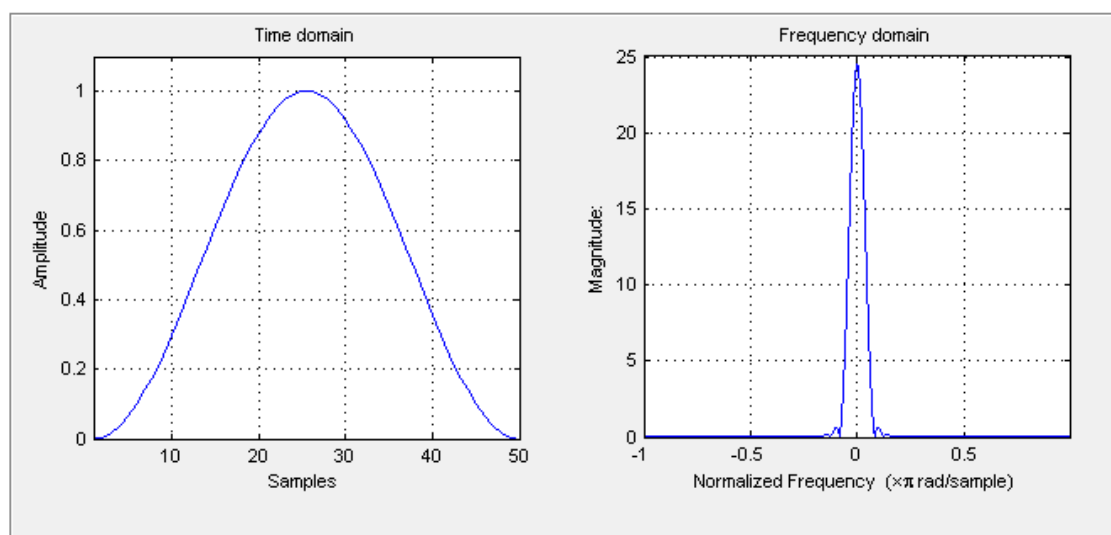 Time domain
Amplitude
1
0.8
0.6
0.4
0.2
0
10 20 30 40 50
Samples
Frequency domain
Magnitude:
25
20
15
10
5
0
-1 -0.5 0 0.5
Normalized Frequency (×π rad/sample)